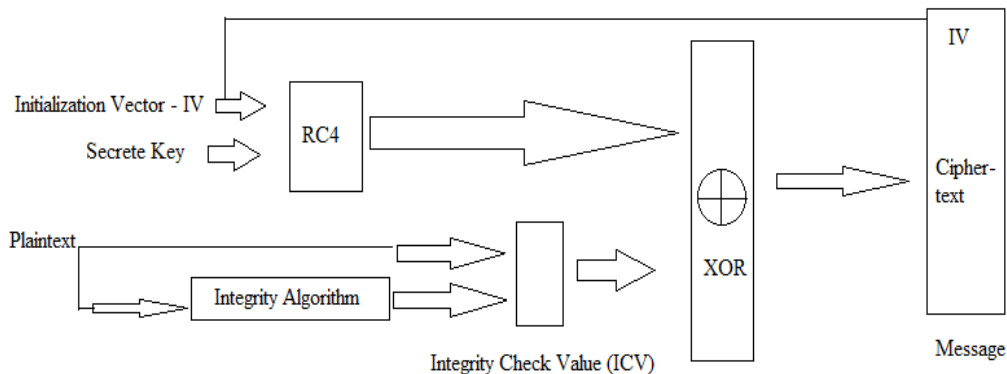 IV
Initialization Vector - IV
RC4
Secrete Key
Cipher-
text
Plaintext
XOR
Integrity Algorithm
Integrity Check Value (ICV)
Message